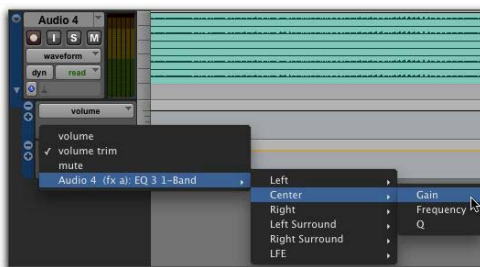 Audio 4
I S M
waveform
dyn read
volume
volume
✓ volume trim
mute
Audio 4 (fx a): EQ 3 1-Band
Left
Center
Right
Left Surround
Right Surround
LFE
Gain
Frequency
Q